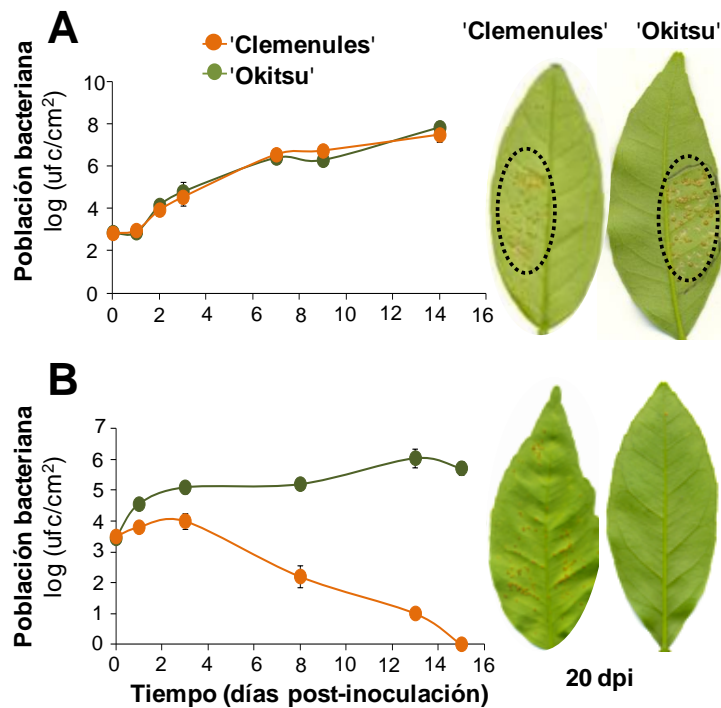 A
'Clemenules'
'Okitsu'
'Clemenules'
'Okitsu'
Población bacteriana
log (ufc/cm²)
10
8
6
4
2
0
0 2 4 6 8 10 12 14 16
B
Población bacteriana
log (ufc/cm²)
7
6
5
4
3
2
1
0
0 2 4 6 8 10 12 14 16
Tiempo (días post-inoculación)
20 dpi